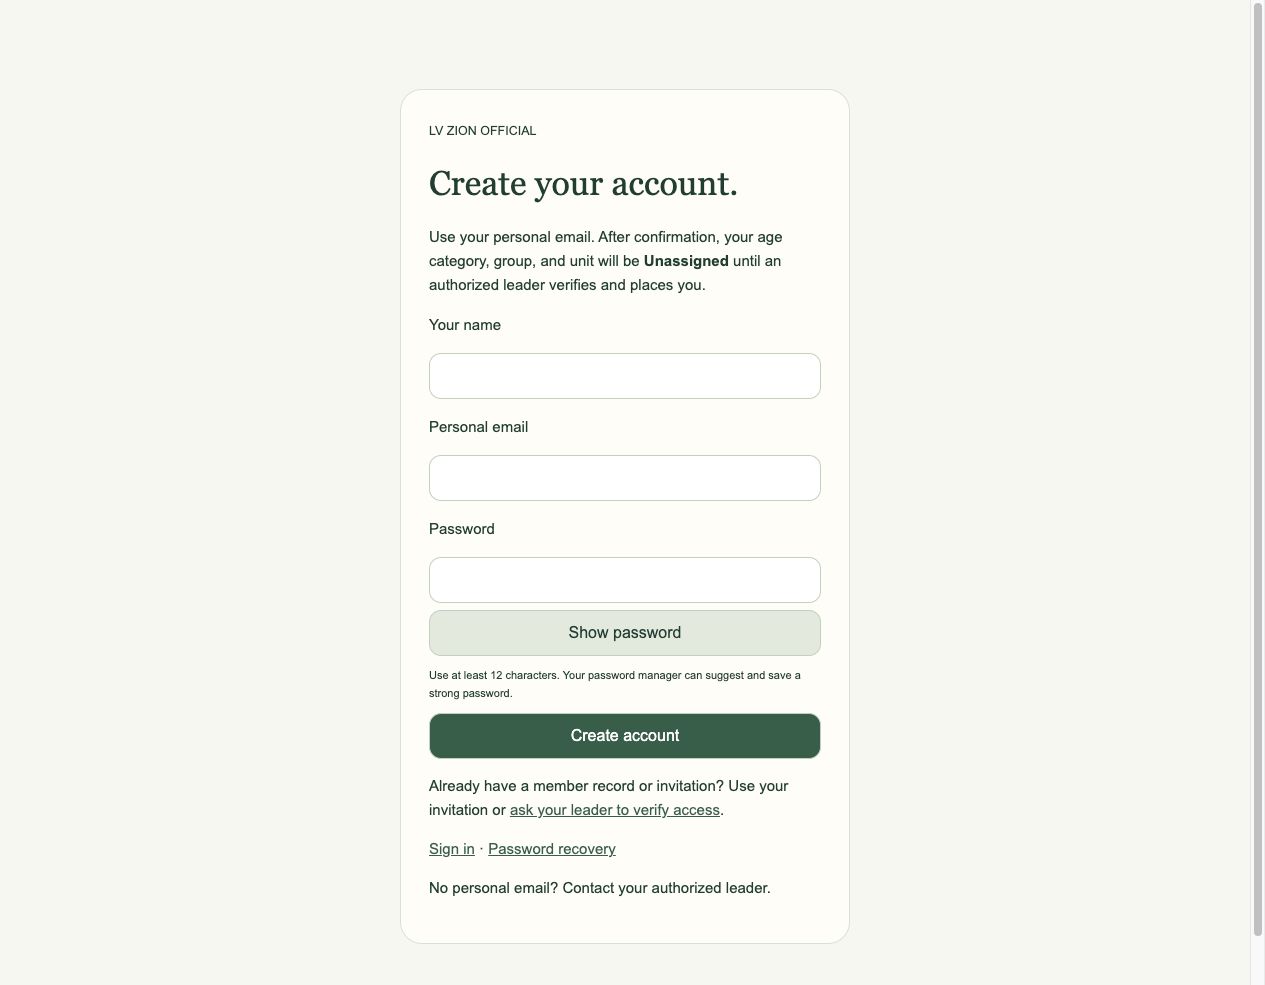 LV ZION OFFICIAL
Create your account.
Use your personal email. After confirmation, your age
category, group, and unit will be Unassigned until an
authorized leader verifies and places you.
Your name
Personal email
Password
Show password
Use at least 12 characters. Your password manager can suggest and save a
strong password.
Create account
Already have a member record or invitation? Use your
invitation or ask your leader to verify access.
Sign in · Password recovery
No personal email? Contact your authorized leader.